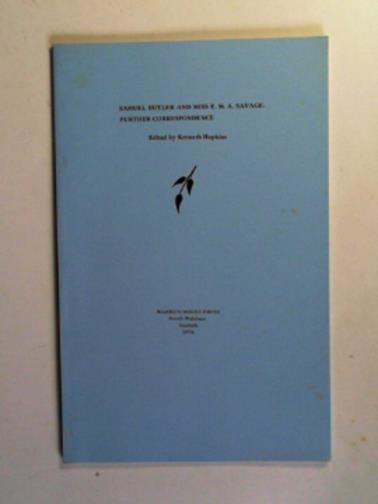 SAMUEL BUTLER AND MISS E. M. A. SAVAGE:
FURTHER CORRESPONDENCE
Edited by Kenneth Hopkins
WARREN HOUSE PRESS
North Walsham
Norfolk
1976